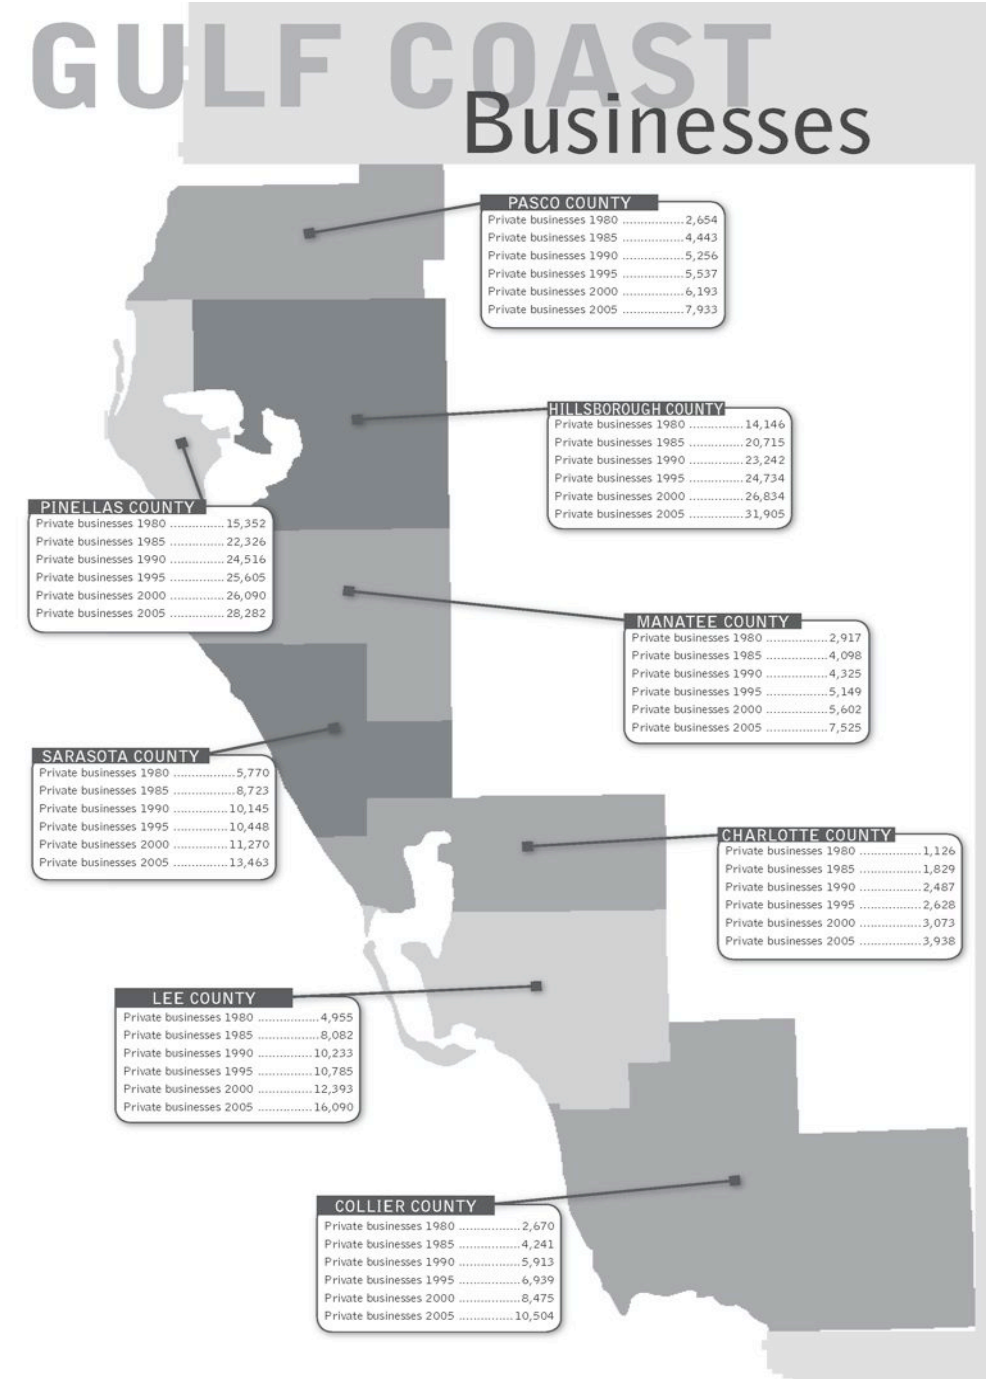 GULF COAST
Businesses
PASCO COUNTY
Private businesses 1980 .................2,654
Private businesses 1985 .................4,443
Private businesses 1990 .................5,256
Private businesses 1995 .................5,537
Private businesses 2000 .................6,193
Private businesses 2005 .................7,933
HILLSBOROUGH COUNTY
Private businesses 1980 ...............14,146
Private businesses 1985 ...............20,715
Private businesses 1990 ...............23,242
Private businesses 1995 ...............24,734
Private businesses 2000 ...............26,834
Private businesses 2005 ...............31,905
PINELLAS COUNTY
Private businesses 1980 ...............15,352
Private businesses 1985 ...............22,326
Private businesses 1990 ...............24,516
Private businesses 1995 ...............25,605
Private businesses 2000 ...............26,090
Private businesses 2005 ...............28,282
MANATEE COUNTY
Private businesses 1980 .................2,917
Private businesses 1985 .................4,098
Private businesses 1990 .................4,325
Private businesses 1995 .................5,149
Private businesses 2000 .................5,602
Private businesses 2005 .................7,525
SARASOTA COUNTY
Private businesses 1980 .................5,770
Private businesses 1985 .................8,723
Private businesses 1990 ...............10,145
Private businesses 1995 ...............10,448
Private businesses 2000 ...............11,270
Private businesses 2005 ...............13,463
CHARLOTTE COUNTY
Private businesses 1980 .................1,126
Private businesses 1985 .................1,829
Private businesses 1990 .................2,487
Private businesses 1995 .................2,628
Private businesses 2000 .................3,073
Private businesses 2005 .................3,938
LEE COUNTY
Private businesses 1980 .................4,955
Private businesses 1985 .................8,082
Private businesses 1990 ...............10,233
Private businesses 1995 ...............10,785
Private businesses 2000 ...............12,393
Private businesses 2005 ...............16,090
COLLIER COUNTY
Private businesses 1980 .................2,670
Private businesses 1985 .................4,241
Private businesses 1990 .................5,913
Private businesses 1995 .................6,939
Private businesses 2000 .................8,475
Private businesses 2005 ...............10,504